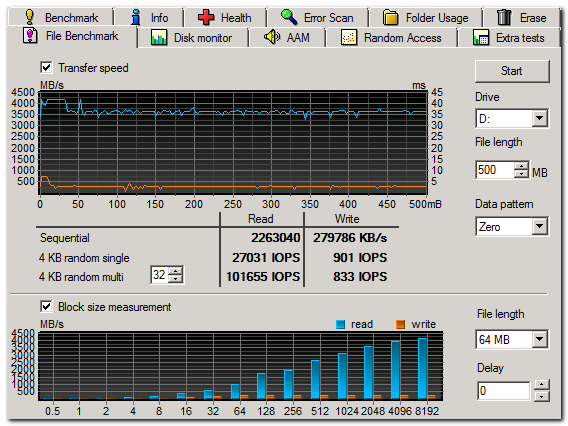 Benchmark Info Health Error Scan Folder Usage Erase
File Benchmark Disk monitor AAM Random Access Extra tests
Transfer speed
Start
MB/s ms
4500 45
4000 40
3500 35
3000 30
2500 25
2000 20
1500 15
1000 10
500 5
0 50 100 150 200 250 300 350 400 450 500mB
Drive
D:
File length
500 MB
Data pattern
Zero
Read Write
Sequential 2263040 279786 KB/s
4 KB random single 27031 IOPS 901 IOPS
4 KB random multi 32 101655 IOPS 833 IOPS
Block size measurement
MB/s read write
4500
4000
3500
3000
2500
2000
1500
1000
500
0.5 1 2 4 8 16 32 64 128 256 512 1024 2048 4096 8192
File length
64 MB
Delay
0